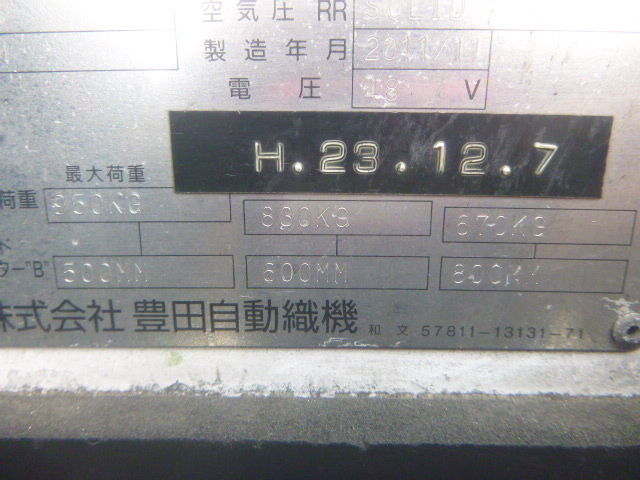 空気圧 RR SOLID
製造年月 2011/11
電圧 V
H.23.12.7
最大荷重
荷重 950KG 830KG 670KG
ター"B" 500MM 600MM 800MM
株式会社 豊田自動織機 和文 57811-13131-71